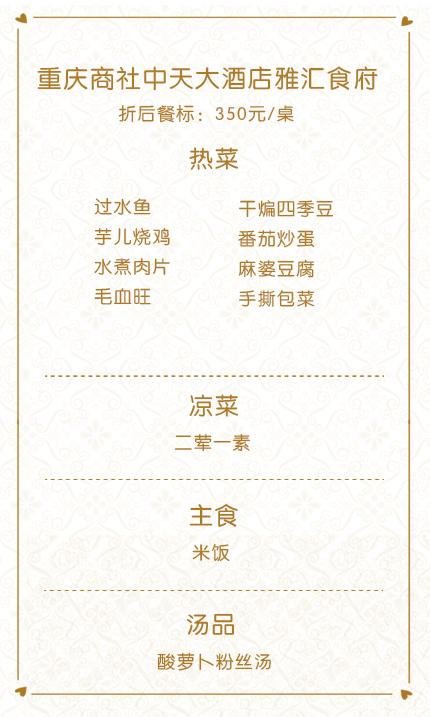 重庆商社中天大酒店雅汇食府
折后餐标：350元/桌
热菜
过水鱼
干煸四季豆
芋儿烧鸡
番茄炒蛋
水煮肉片
麻婆豆腐
毛血旺
手撕包菜
凉菜
二荤一素
主食
米饭
汤品
酸萝卜粉丝汤